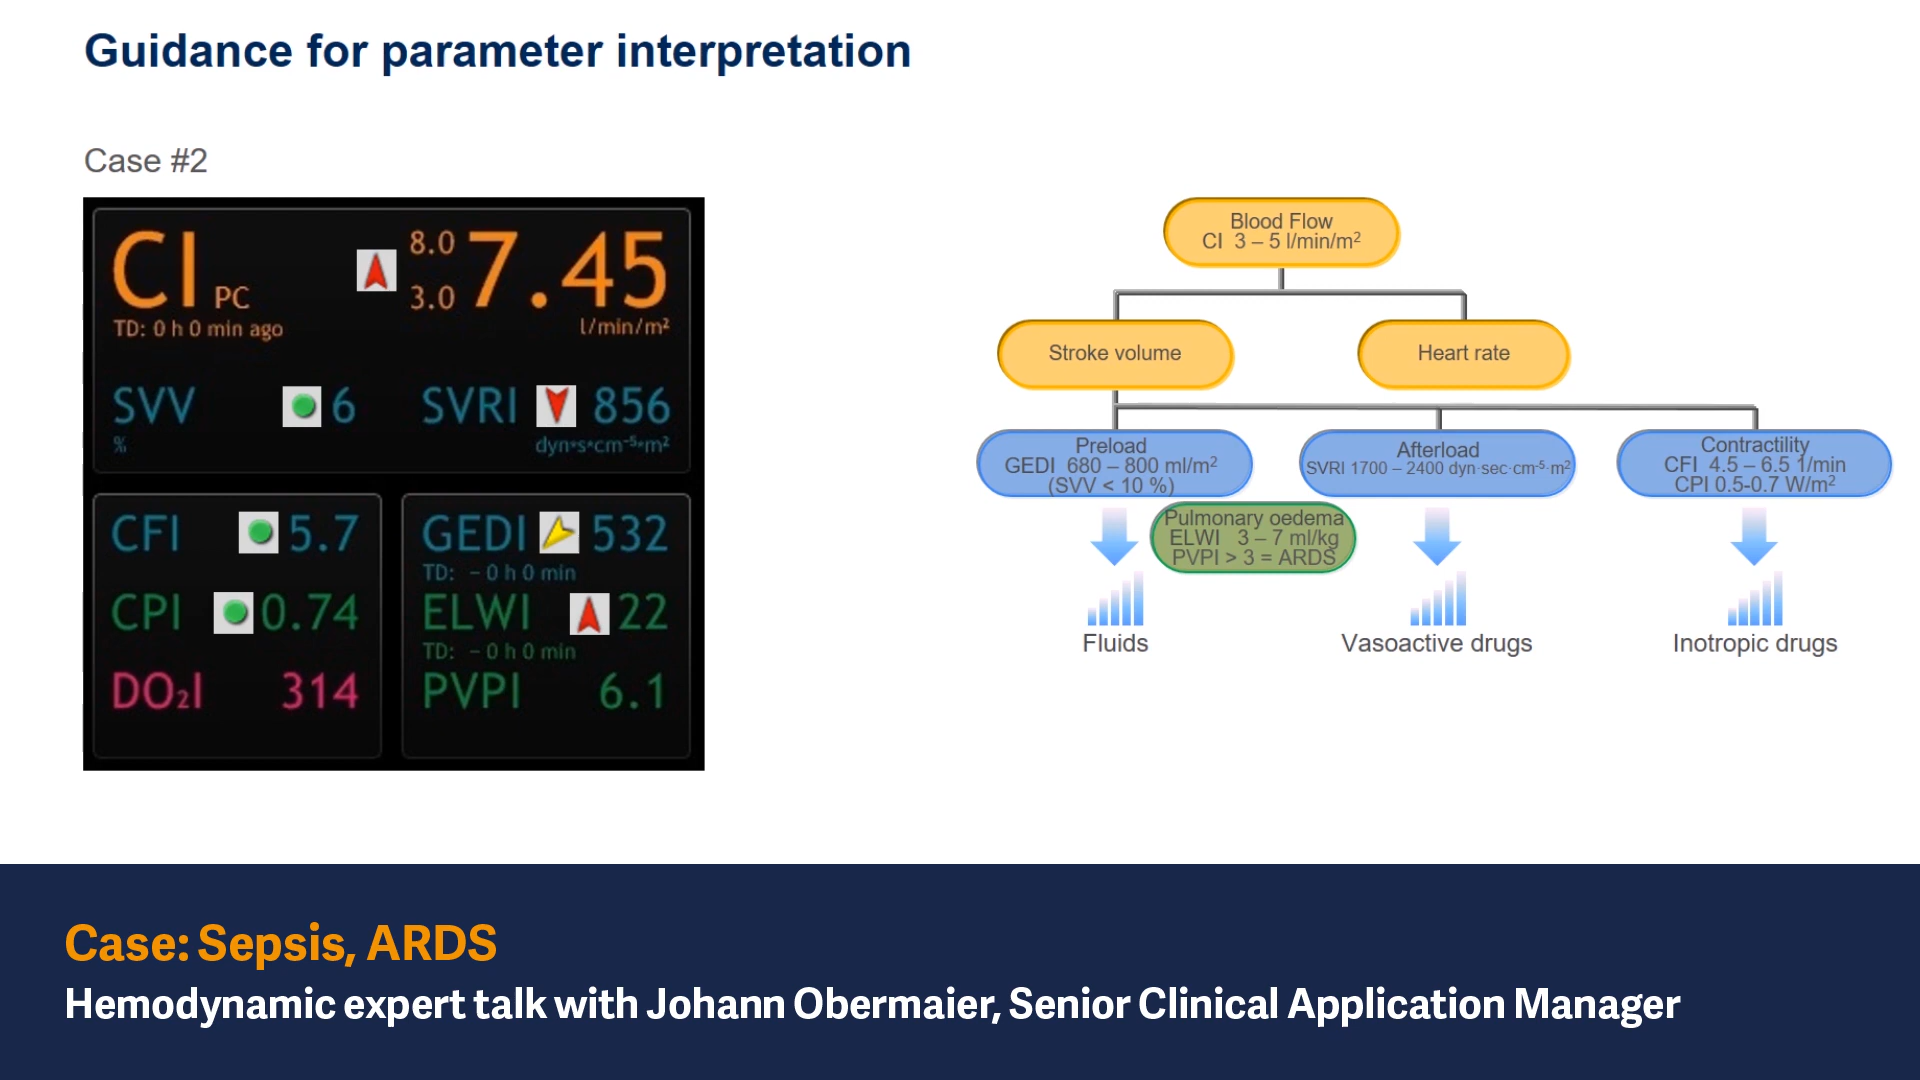 Guidance for parameter interpretation
Case #2
CI PC 8.0 3.0 7.45
TD: 0 h 0 min ago l/min/m²
SVV 6 SVRI 856
% dyn*s*cm⁻⁵*m²
CFI 5.7
CPI 0.74
DO₂I 314
GEDI 532
TD: – 0 h 0 min
ELWI 22
TD: – 0 h 0 min
PVPI 6.1
Blood Flow
CI 3 – 5 l/min/m²
Stroke volume
Heart rate
Preload
GEDI 680 – 800 ml/m²
(SVV < 10 %)
Afterload
SVRI 1700 – 2400 dyn·sec·cm⁻⁵·m²
Contractility
CFI 4.5 – 6.5 1/min
CPI 0.5-0.7 W/m²
Pulmonary oedema
ELWI 3 – 7 ml/kg
PVPI > 3 = ARDS
Fluids
Vasoactive drugs
Inotropic drugs
Case: Sepsis, ARDS
Hemodynamic expert talk with Johann Obermaier, Senior Clinical Application Manager